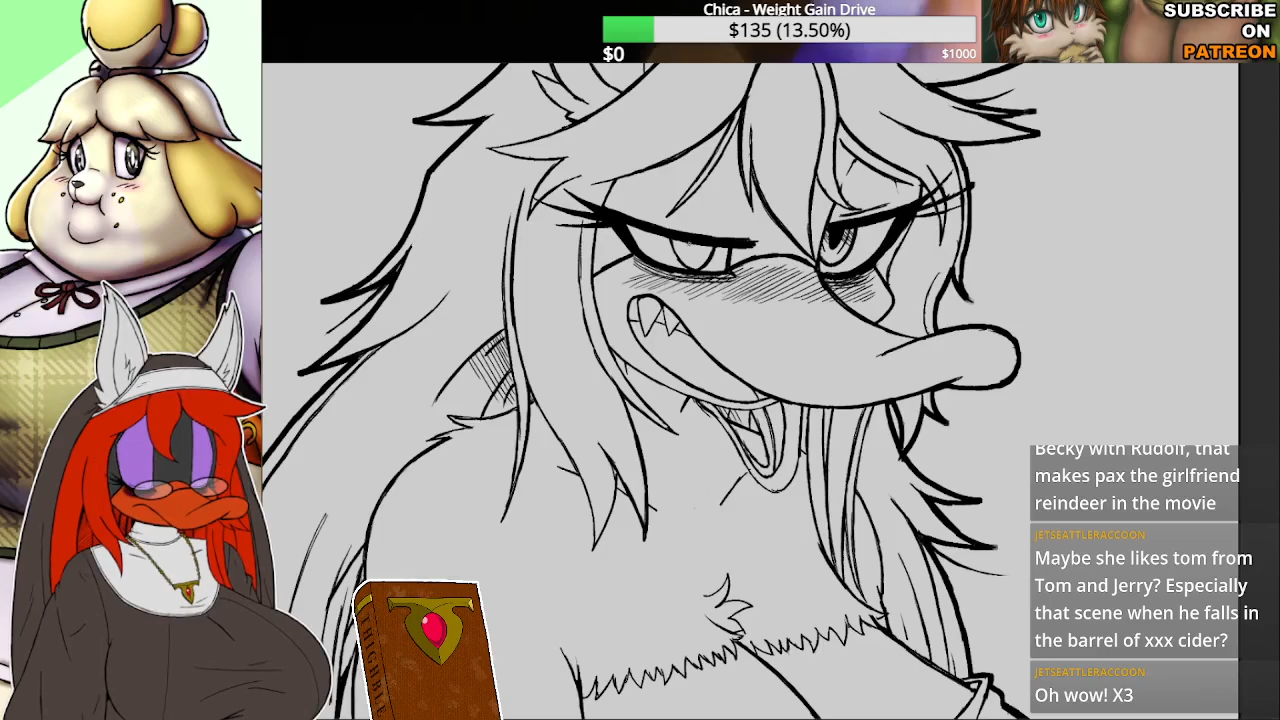 Chica - Weight Gain Drive
$135 (13.50%)
$0
$1000
SUBSCRIBE
ON
PATREON
Becky with Rudolf, that
makes pax the girlfriend
reindeer in the movie
JETSEATTLERACCOON
Maybe she likes tom from
Tom and Jerry? Especially
that scene when he falls in
the barrel of xxx cider?
JETSEATTLERACCOON
Oh wow! X3
THIGHBLE